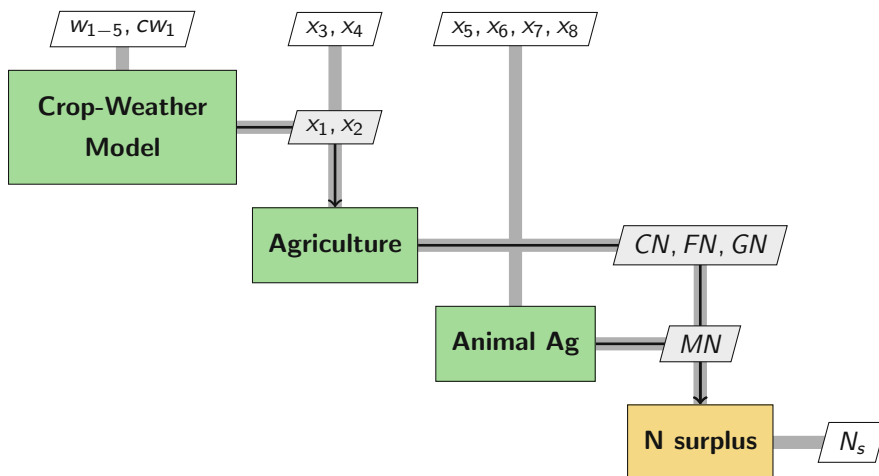 w₁₋₅, cw₁
x₃, x₄
x₅, x₆, x₇, x₈
Crop-Weather
Model
x₁, x₂
Agriculture
CN, FN, GN
Animal Ag
MN
N surplus
Nₛ